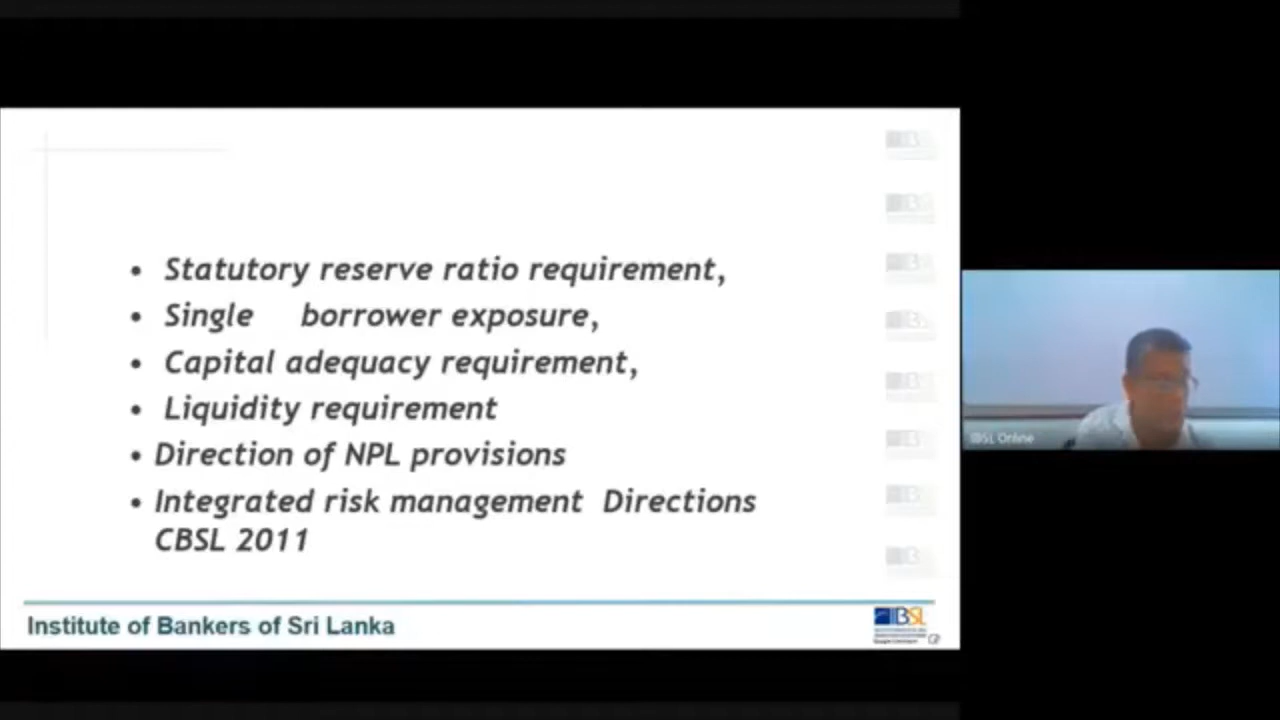 • Statutory reserve ratio requirement,
• Single borrower exposure,
• Capital adequacy requirement,
• Liquidity requirement
• Direction of NPL provisions
• Integrated risk management Directions
CBSL 2011
Institute of Bankers of Sri Lanka
IBSL
IBSL Online